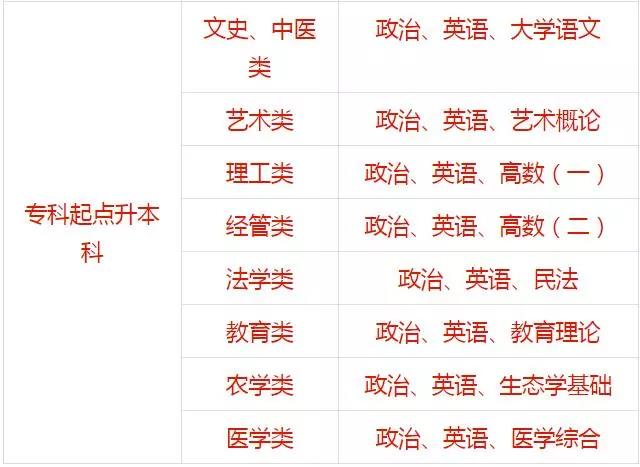 文史、中医
类
政治、英语、大学语文
艺术类
政治、英语、艺术概论
理工类
政治、英语、高数（一）
专科起点升本
科
经管类
政治、英语、高数（二）
法学类
政治、英语、民法
教育类
政治、英语、教育理论
农学类
政治、英语、生态学基础
医学类
政治、英语、医学综合